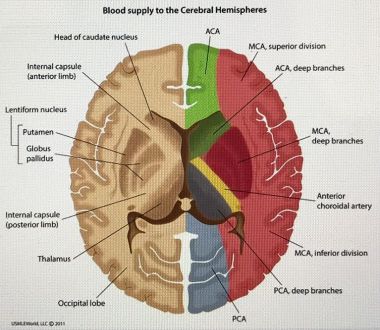 Blood supply to the Cerebral Hemispheres
Head of caudate nucleus
ACA
MCA, superior division
Internal capsule
(anterior limb)
ACA, deep branches
Lentiform nucleus
Putamen
Globus
pallidus
MCA,
deep branches
Anterior
choroidal artery
Internal capsule
(posterior limb)
MCA, inferior division
Thalamus
PCA, deep branches
Occipital lobe
PCA
USMLEWorld, LLC © 2011